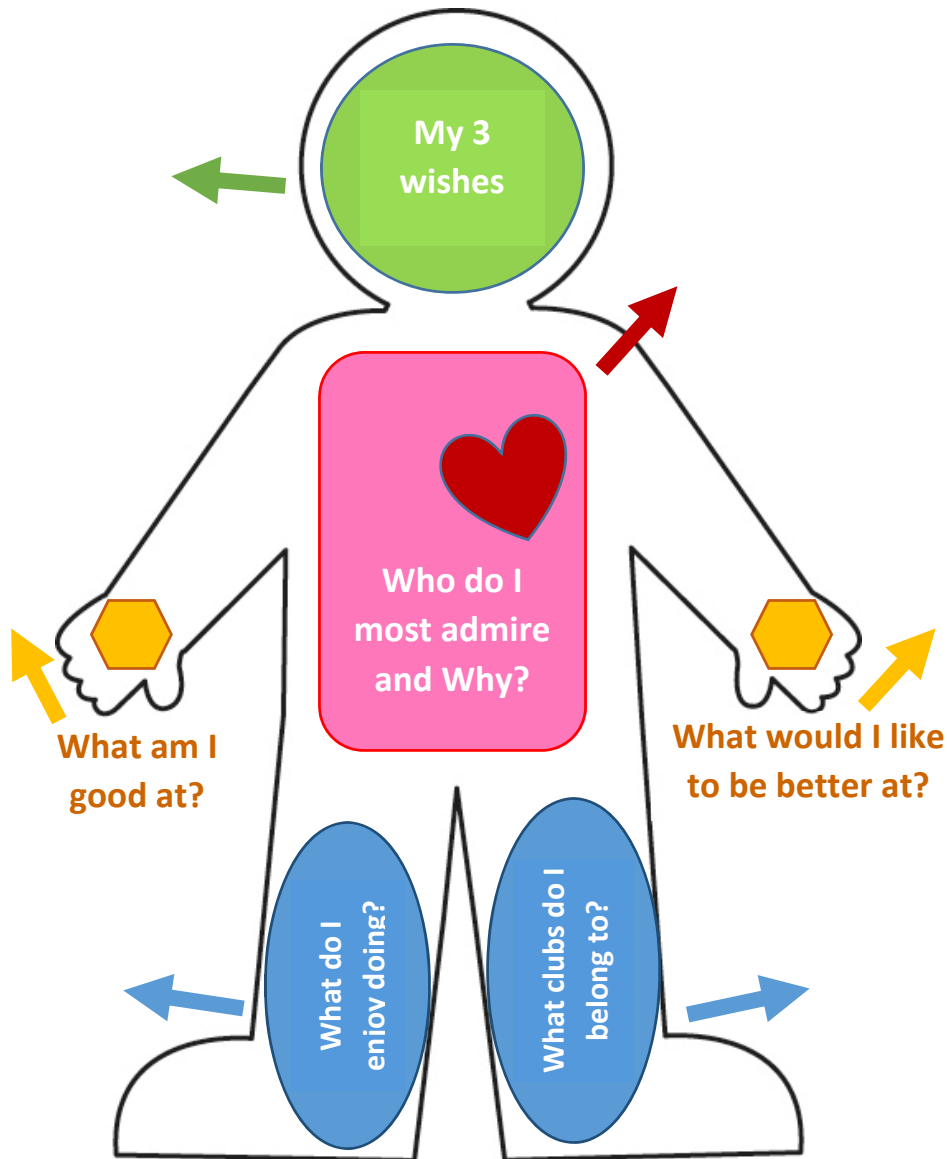 My 3
wishes
Who do I
most admire
and Why?
What am I
good at?
What would I like
to be better at?
What do I
enjoy doing?
What clubs do I
belong to?